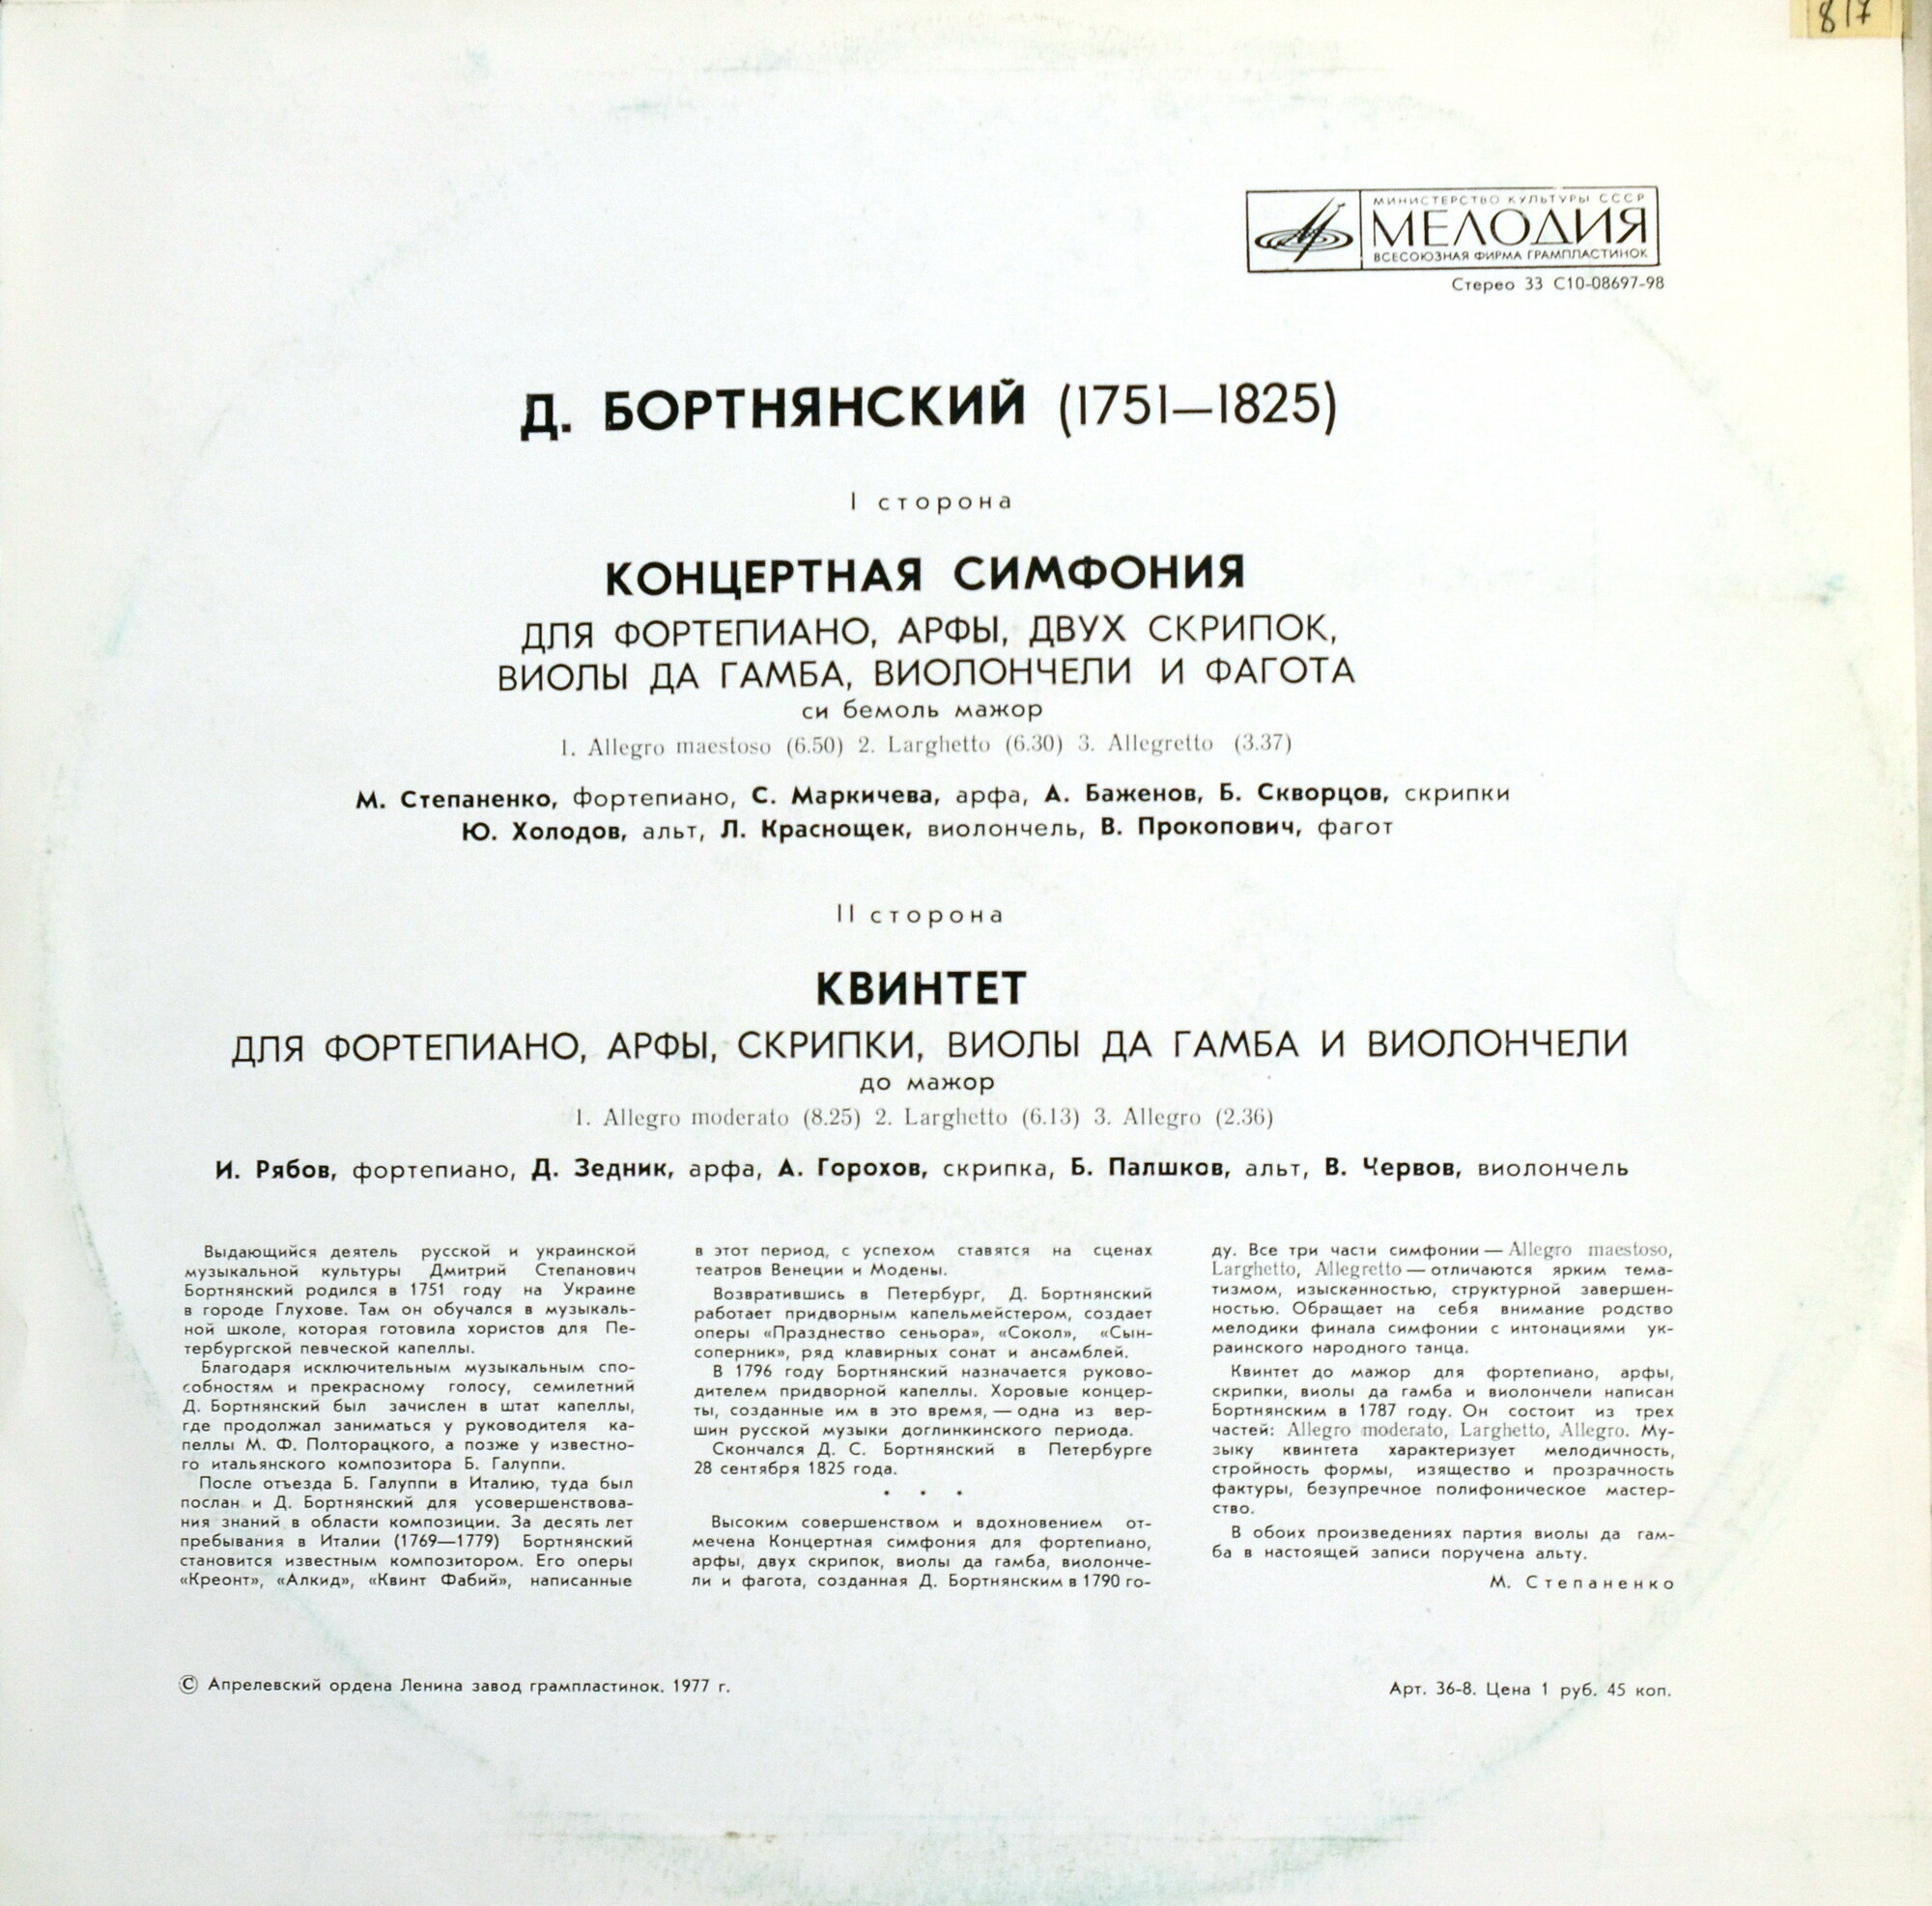 817
МИНИСТЕРСТВО КУЛЬТУРЫ СССР
МЕЛОДИЯ
ВСЕСОЮЗНАЯ ФИРМА ГРАМПЛАСТИНОК
Стерео 33 С10-08697-98
Д. БОРТНЯНСКИЙ (1751—1825)
I сторона
КОНЦЕРТНАЯ СИМФОНИЯ
ДЛЯ ФОРТЕПИАНО, АРФЫ, ДВУХ СКРИПОК,
ВИОЛЫ ДА ГАМБА, ВИОЛОНЧЕЛИ И ФАГОТА
си бемоль мажор
1. Allegro maestoso (6.50) 2. Larghetto (6.30) 3. Allegretto (3.37)
М. Степаненко, фортепиано, С. Маркичева, арфа, А. Баженов, Б. Скворцов, скрипки
Ю. Холодов, альт, Л. Краснощек, виолончель, В. Прокопович, фагот
II сторона
КВИНТЕТ
ДЛЯ ФОРТЕПИАНО, АРФЫ, СКРИПКИ, ВИОЛЫ ДА ГАМБА И ВИОЛОНЧЕЛИ
до мажор
1. Allegro moderato (8.25) 2. Larghetto (6.13) 3. Allegro (2.36)
И. Рябов, фортепиано, Д. Зедник, арфа, А. Горохов, скрипка, Б. Палшков, альт, В. Червов, виолончель
Выдающийся деятель русской и украинской
музыкальной культуры Дмитрий Степанович
Бортнянский родился в 1751 году на Украине
в городе Глухове. Там он обучался в музыкаль-
ной школе, которая готовила хористов для Пе-
тербургской певческой капеллы.
Благодаря исключительным музыкальным спо-
собностям и прекрасному голосу, семилетний
Д. Бортнянский был зачислен в штат капеллы,
где продолжал заниматься у руководителя ка-
пеллы М. Ф. Полторацкого, а позже у известно-
го итальянского композитора Б. Галуппи.
После отъезда Б. Галуппи в Италию, туда был
послан и Д. Бортнянский для усовершенствова-
ния знаний в области композиции. За десять лет
пребывания в Италии (1769—1779) Бортнянский
становится известным композитором. Его оперы
«Креонт», «Алкид», «Квинт Фабий», написанные
в этот период, с успехом ставятся на сценах
театров Венеции и Модены.
Возвратившись в Петербург, Д. Бортнянский
работает придворным капельмейстером, создает
оперы «Празднество сеньора», «Сокол», «Сын-
соперник», ряд клавирных сонат и ансамблей.
В 1796 году Бортнянский назначается руково-
дителем придворной капеллы. Хоровые концер-
ты, созданные им в это время, — одна из вер-
шин русской музыки доглинкинского периода.
Скончался Д. С. Бортнянский в Петербурге
28 сентября 1825 года.
• • •
Высоким совершенством и вдохновением от-
мечена Концертная симфония для фортепиано,
арфы, двух скрипок, виолы да гамба, виолонче-
ли и фагота, созданная Д. Бортнянским в 1790 го-
ду. Все три части симфонии — Allegro maestoso,
Larghetto, Allegretto — отличаются ярким тема-
тизмом, изысканностью, структурной завершен-
ностью. Обращает на себя внимание родство
мелодики финала симфонии с интонациями ук-
раинского народного танца.
Квинтет до мажор для фортепиано, арфы,
скрипки, виолы да гамба и виолончели написан
Бортнянским в 1787 году. Он состоит из трех
частей: Allegro moderato, Larghetto, Allegro. Му-
зыку квинтета характеризует мелодичность,
стройность формы, изящество и прозрачность
фактуры, безупречное полифоническое мастер-
ство.
В обоих произведениях партия виолы да гам-
ба в настоящей записи поручена альту.
М. Степаненко
© Апрелевский ордена Ленина завод грампластинок. 1977 г.
Арт. 36-8. Цена 1 руб. 45 коп.